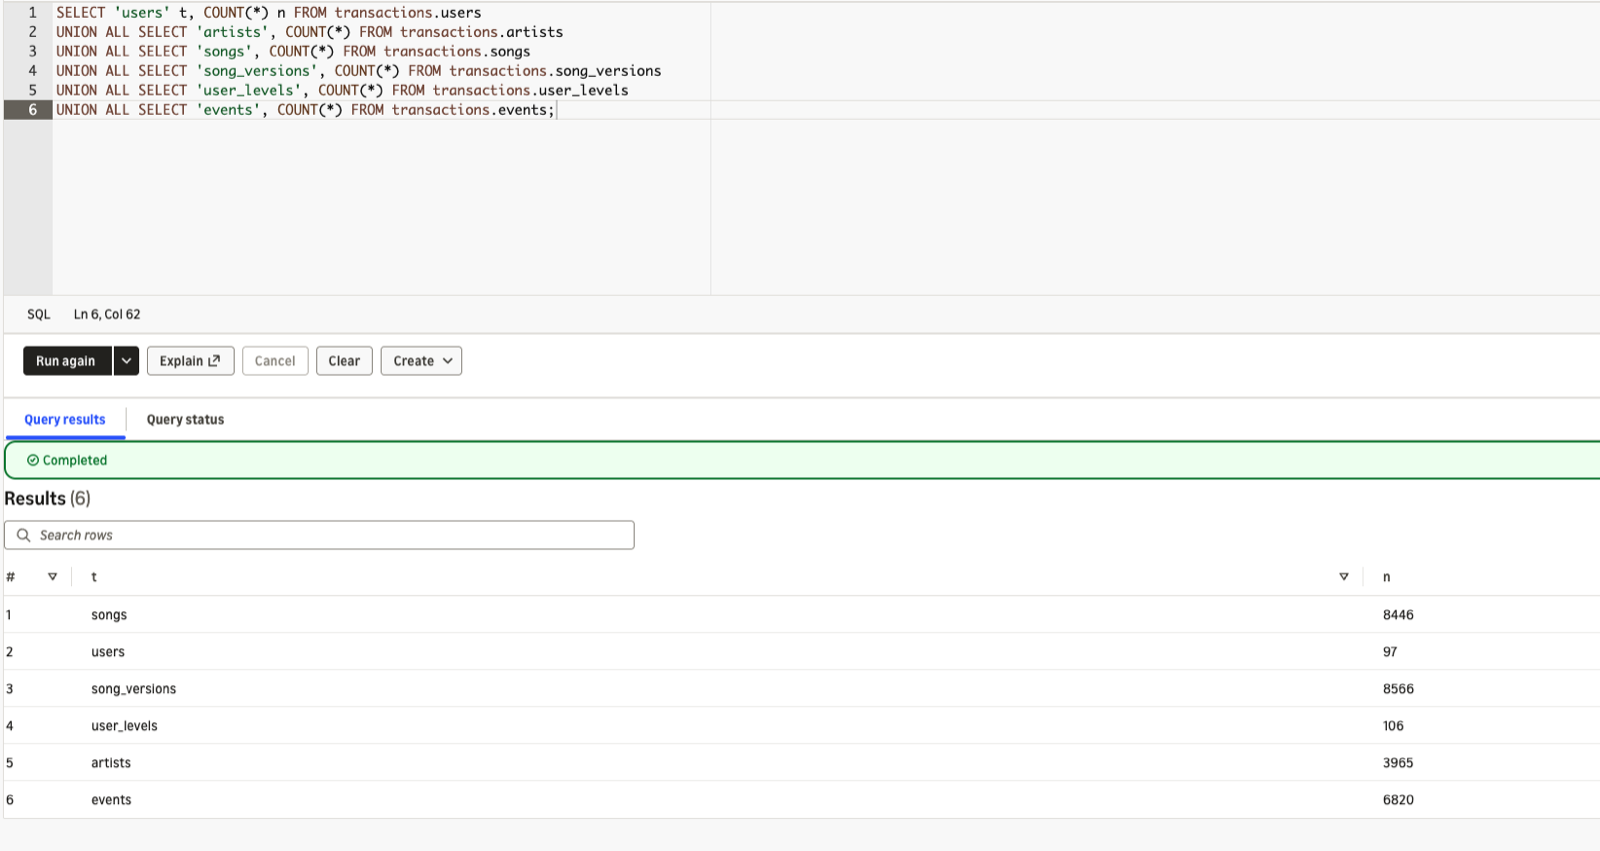 1 SELECT 'users' t, COUNT(*) n FROM transactions.users
2 UNION ALL SELECT 'artists', COUNT(*) FROM transactions.artists
3 UNION ALL SELECT 'songs', COUNT(*) FROM transactions.songs
4 UNION ALL SELECT 'song_versions', COUNT(*) FROM transactions.song_versions
5 UNION ALL SELECT 'user_levels', COUNT(*) FROM transactions.user_levels
6 UNION ALL SELECT 'events', COUNT(*) FROM transactions.events;
SQL Ln 6, Col 62
Run again Explain Cancel Clear Create
Query results Query status
Completed
Results (6)
Search rows
# t n
1 songs 8446
2 users 97
3 song_versions 8566
4 user_levels 106
5 artists 3965
6 events 6820